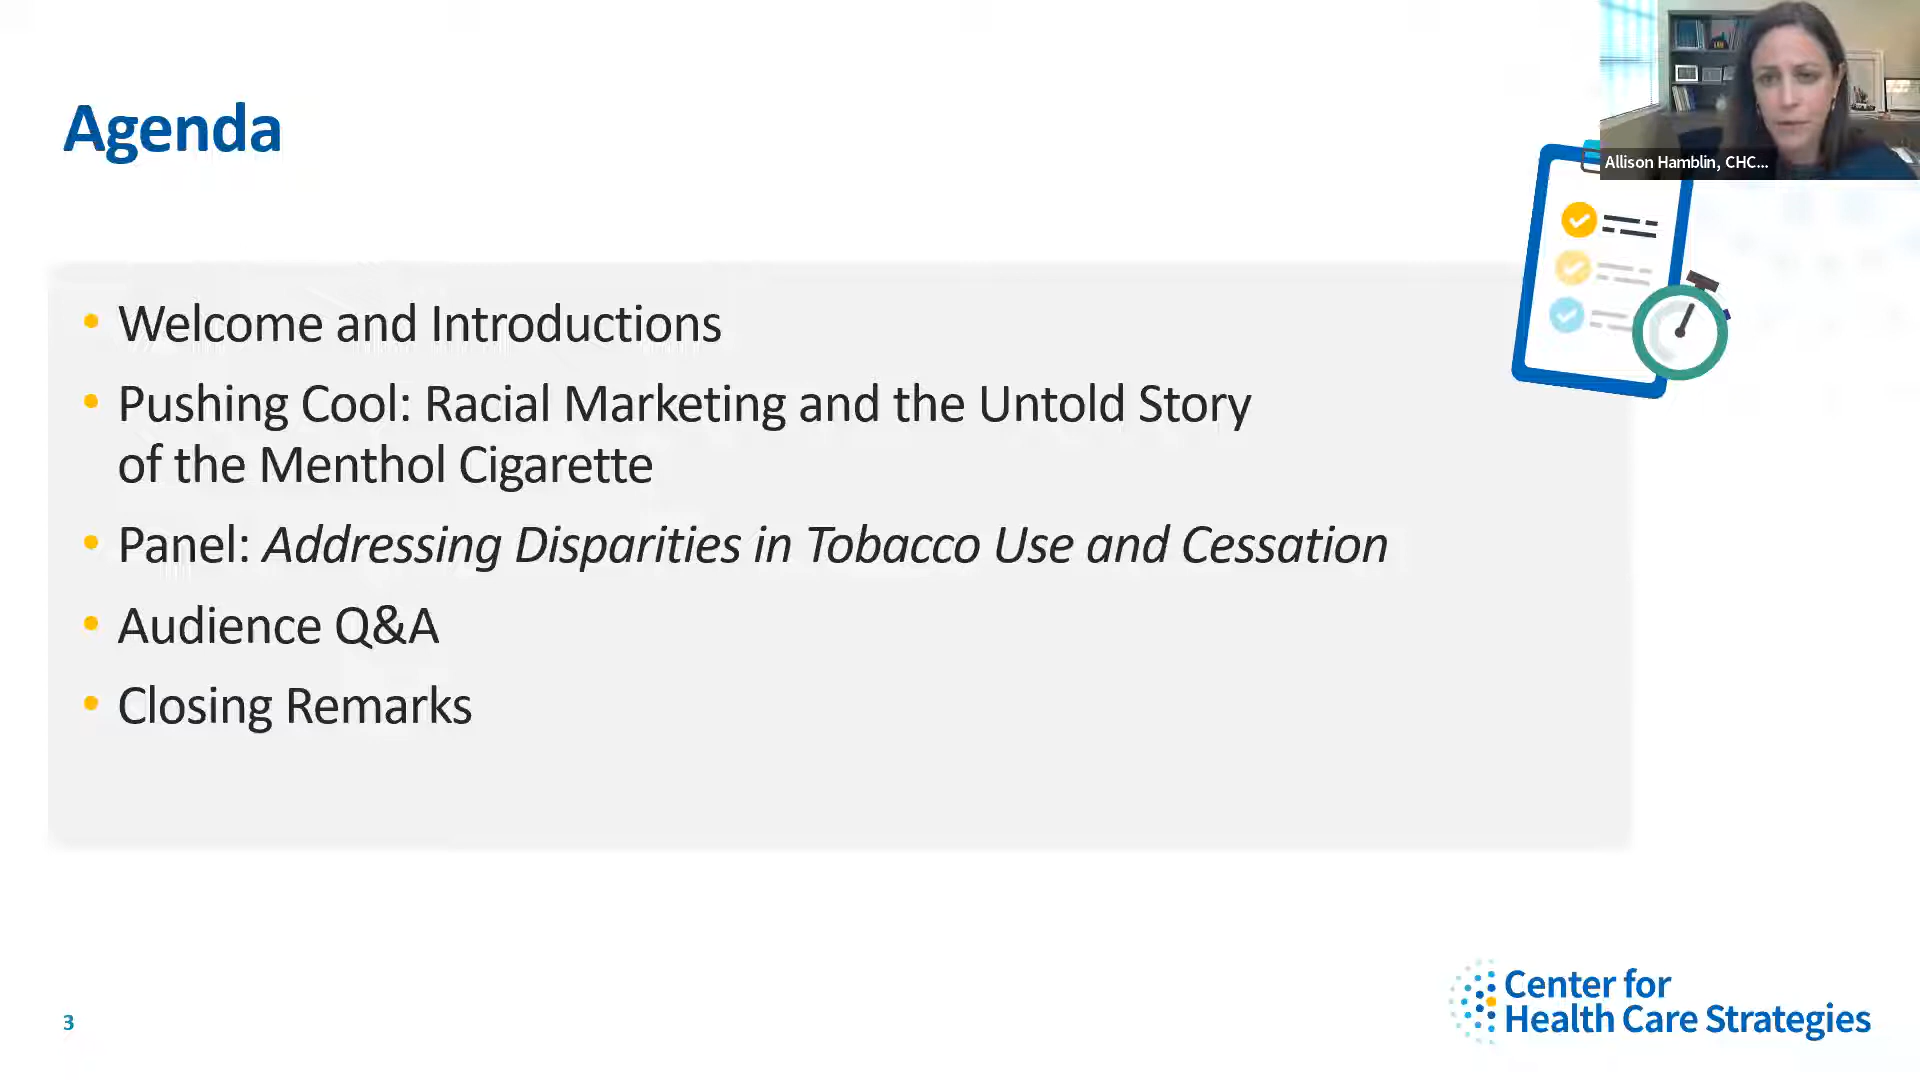 Agenda
Allison Hamblin, CHC...
• Welcome and Introductions
• Pushing Cool: Racial Marketing and the Untold Story
of the Menthol Cigarette
• Panel: Addressing Disparities in Tobacco Use and Cessation
• Audience Q&A
• Closing Remarks
3
Center for
Health Care Strategies